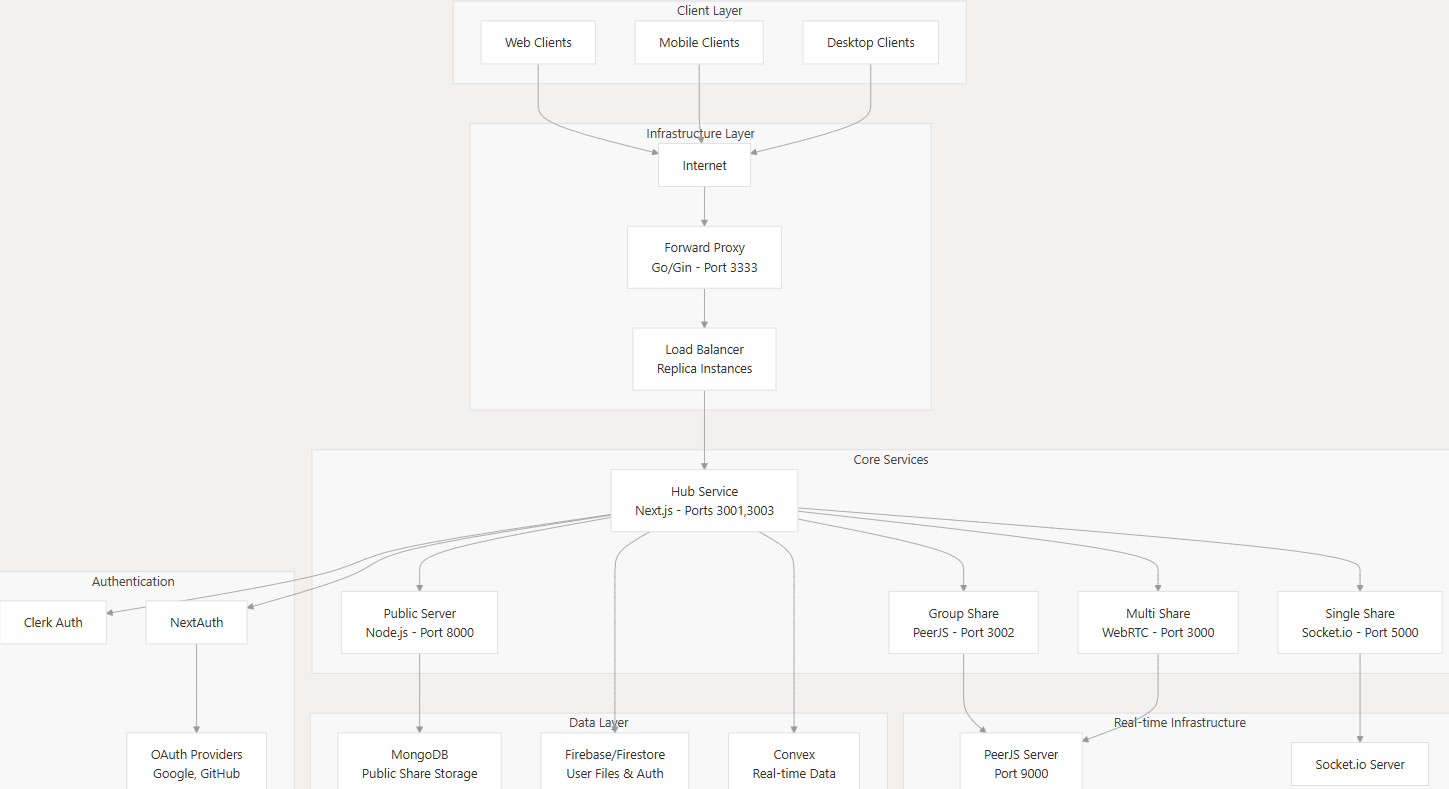 Client Layer
Web Clients
Mobile Clients
Desktop Clients
Infrastructure Layer
Internet
Forward Proxy
Go/Gin - Port 3333
Load Balancer
Replica Instances
Core Services
Hub Service
Next.js - Ports 3001,3003
Authentication
Clerk Auth
NextAuth
Public Server
Node.js - Port 8000
Group Share
PeerJS - Port 3002
Multi Share
WebRTC - Port 3000
Single Share
Socket.io - Port 5000
OAuth Providers
Google, GitHub
Data Layer
MongoDB
Public Share Storage
Firebase/Firestore
User Files & Auth
Convex
Real-time Data
Real-time Infrastructure
PeerJS Server
Port 9000
Socket.io Server